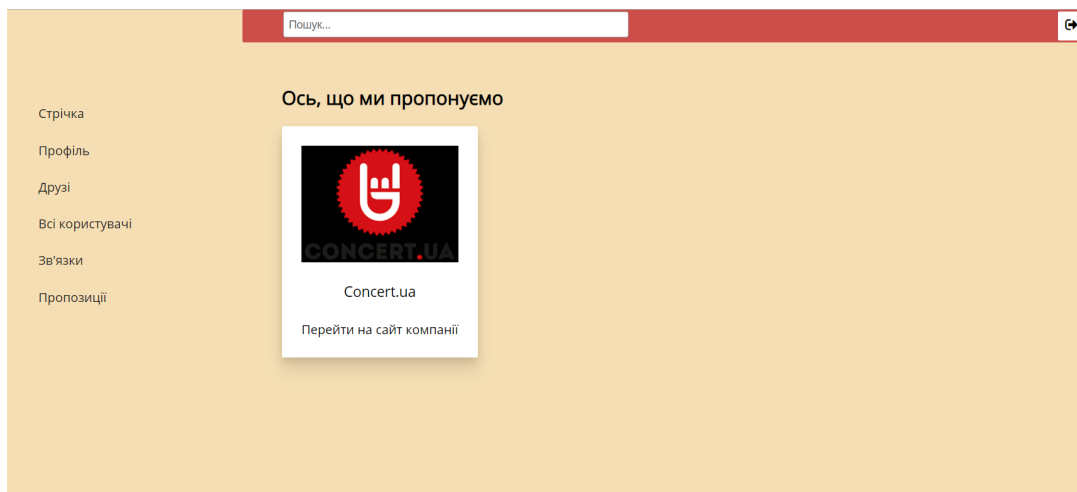 Пошук...
Стрічка
Профіль
Друзі
Всі користувачі
Зв'язки
Пропозиції
Ось, що ми пропонуємо
CONCERT.UA
Concert.ua
Перейти на сайт компанії